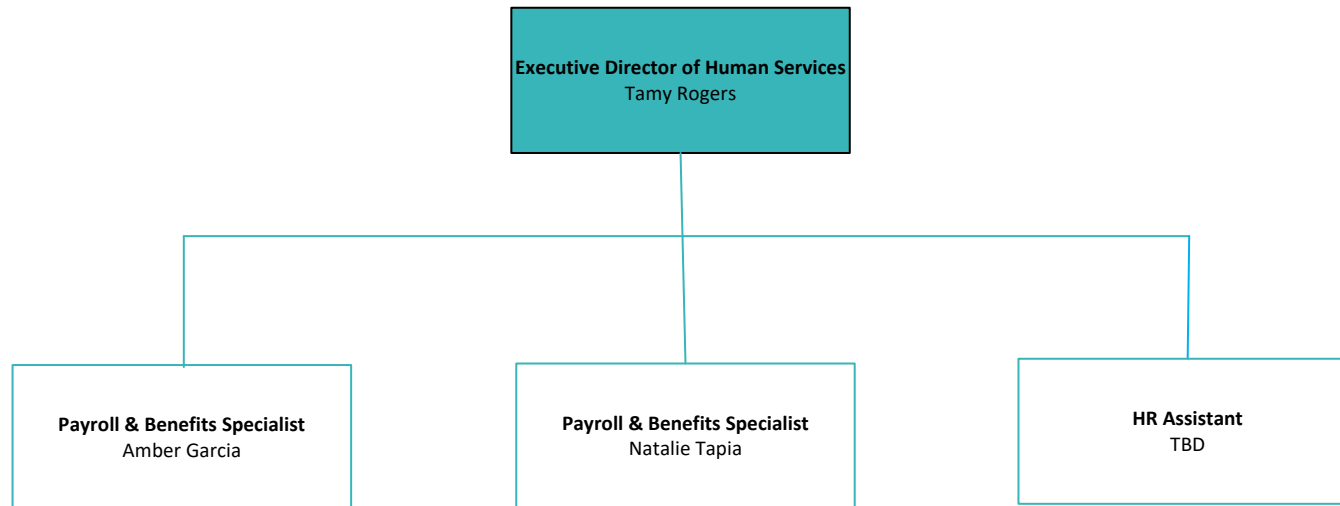 Executive Director of Human Services
Tamy Rogers
Payroll & Benefits Specialist
Amber Garcia
Payroll & Benefits Specialist
Natalie Tapia
HR Assistant
TBD